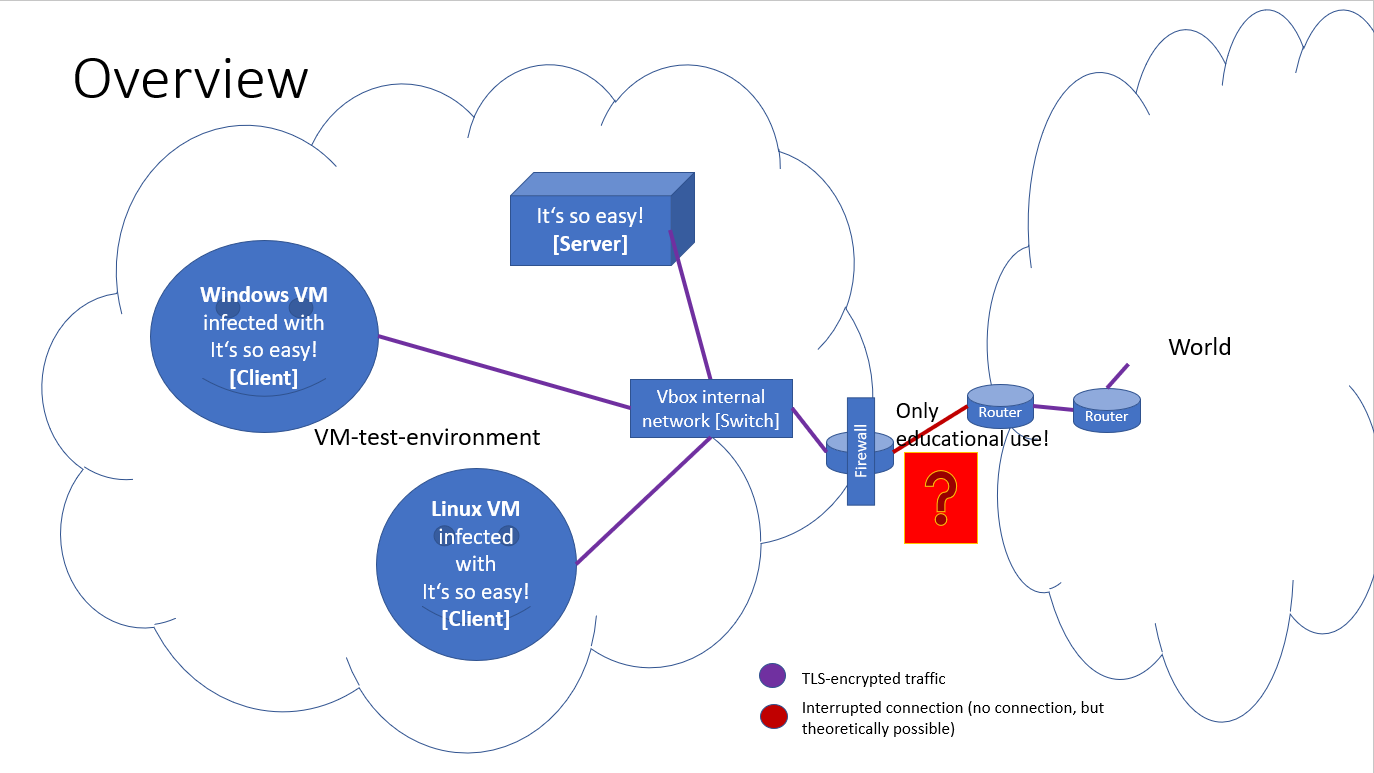 Overview
It‘s so easy!
[Server]
Windows VM
infected with
It‘s so easy!
[Client]
World
Vbox internal
network [Switch]
Only
educational use!
Router
Router
Firewall
VM-test-environment
?
Linux VM
infected
with
It‘s so easy!
[Client]
TLS-encrypted traffic
Interrupted connection (no connection, but
theoretically possible)